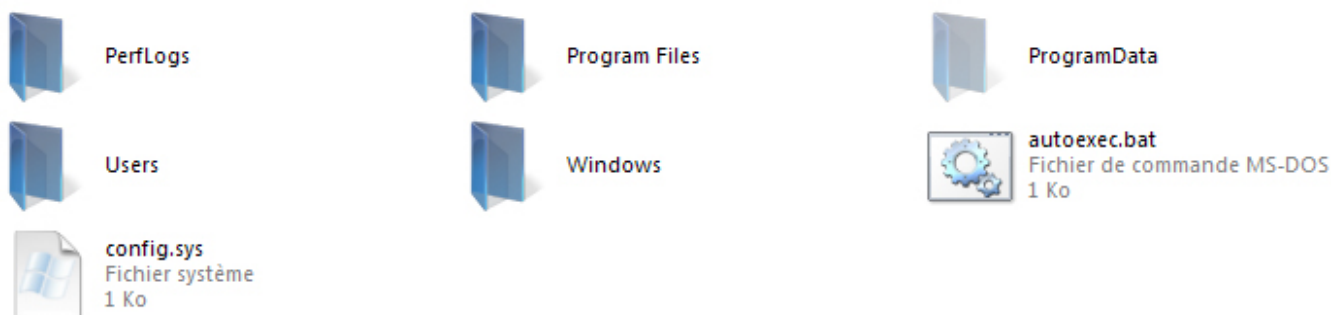 PerfLogs
Program Files
ProgramData
Users
Windows
autoexec.bat
Fichier de commande MS-DOS
1 Ko
config.sys
Fichier système
1 Ko